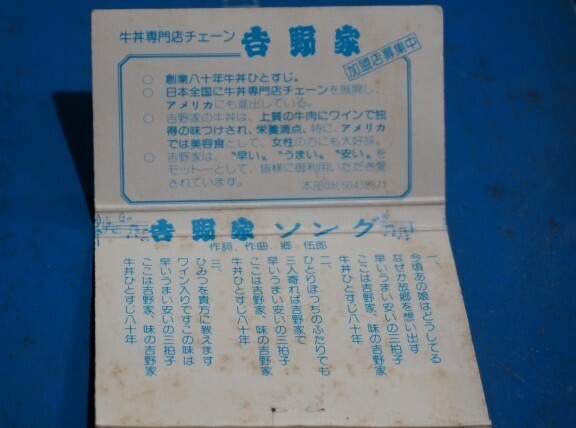 牛丼専門店チェーン 吉野家
加盟店募集中
○ 創業八十年牛丼ひとすじ。
○ 日本全国に牛丼専門店チェーンを展開し、
アメリカにも進出している。
○ 吉野家の牛丼は、上質の牛肉にワインで独
得の味つけされ、栄養満点、特に、アメリカ
では美容食として、女性の方にも大好評。
○ 吉野家は、〝早い〟〝うまい〟〝安い〟を
モットーとして、皆様に御利用いただき愛
されています。
吉野家ソング
作詞、作曲 郷 伍郎
一、
今頃あの娘はどうしてる
なぜか故郷を想い出す
早いうまい安いの三拍子
ここは吉野家、味の吉野家
牛丼ひとすじ八十年
二、
ひとりぼっちのふたりでも
三人寄れば吉野家で
早いうまい安いの三拍子
ここは吉野家、味の吉野家
牛丼ひとすじ八十年
三、
ひみつを貴方に教えます
ワイン入りですこの味は
早いうまい安いの三拍子
ここは吉野家、味の吉野家
牛丼ひとすじ八十年